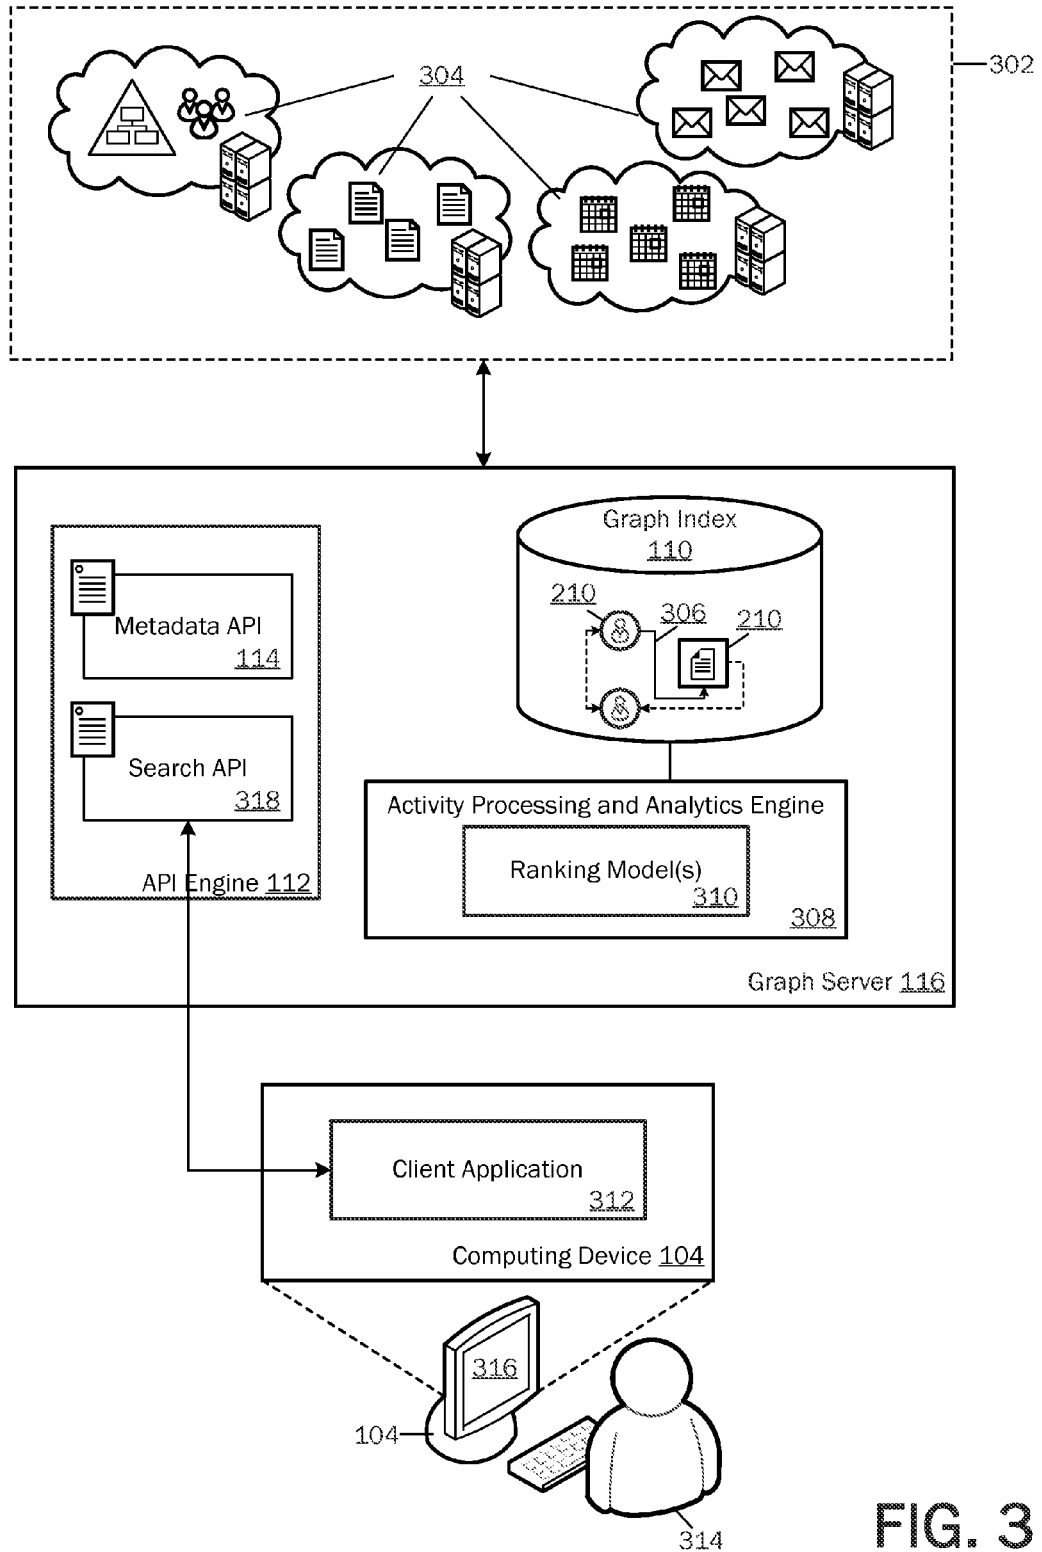 304
302
Graph Index
110
210
306
210
Metadata API
114
Search API
318
API Engine 112
Activity Processing and Analytics Engine
Ranking Model(s)
310
308
Graph Server 116
Client Application
312
Computing Device 104
316
104
314
FIG. 3